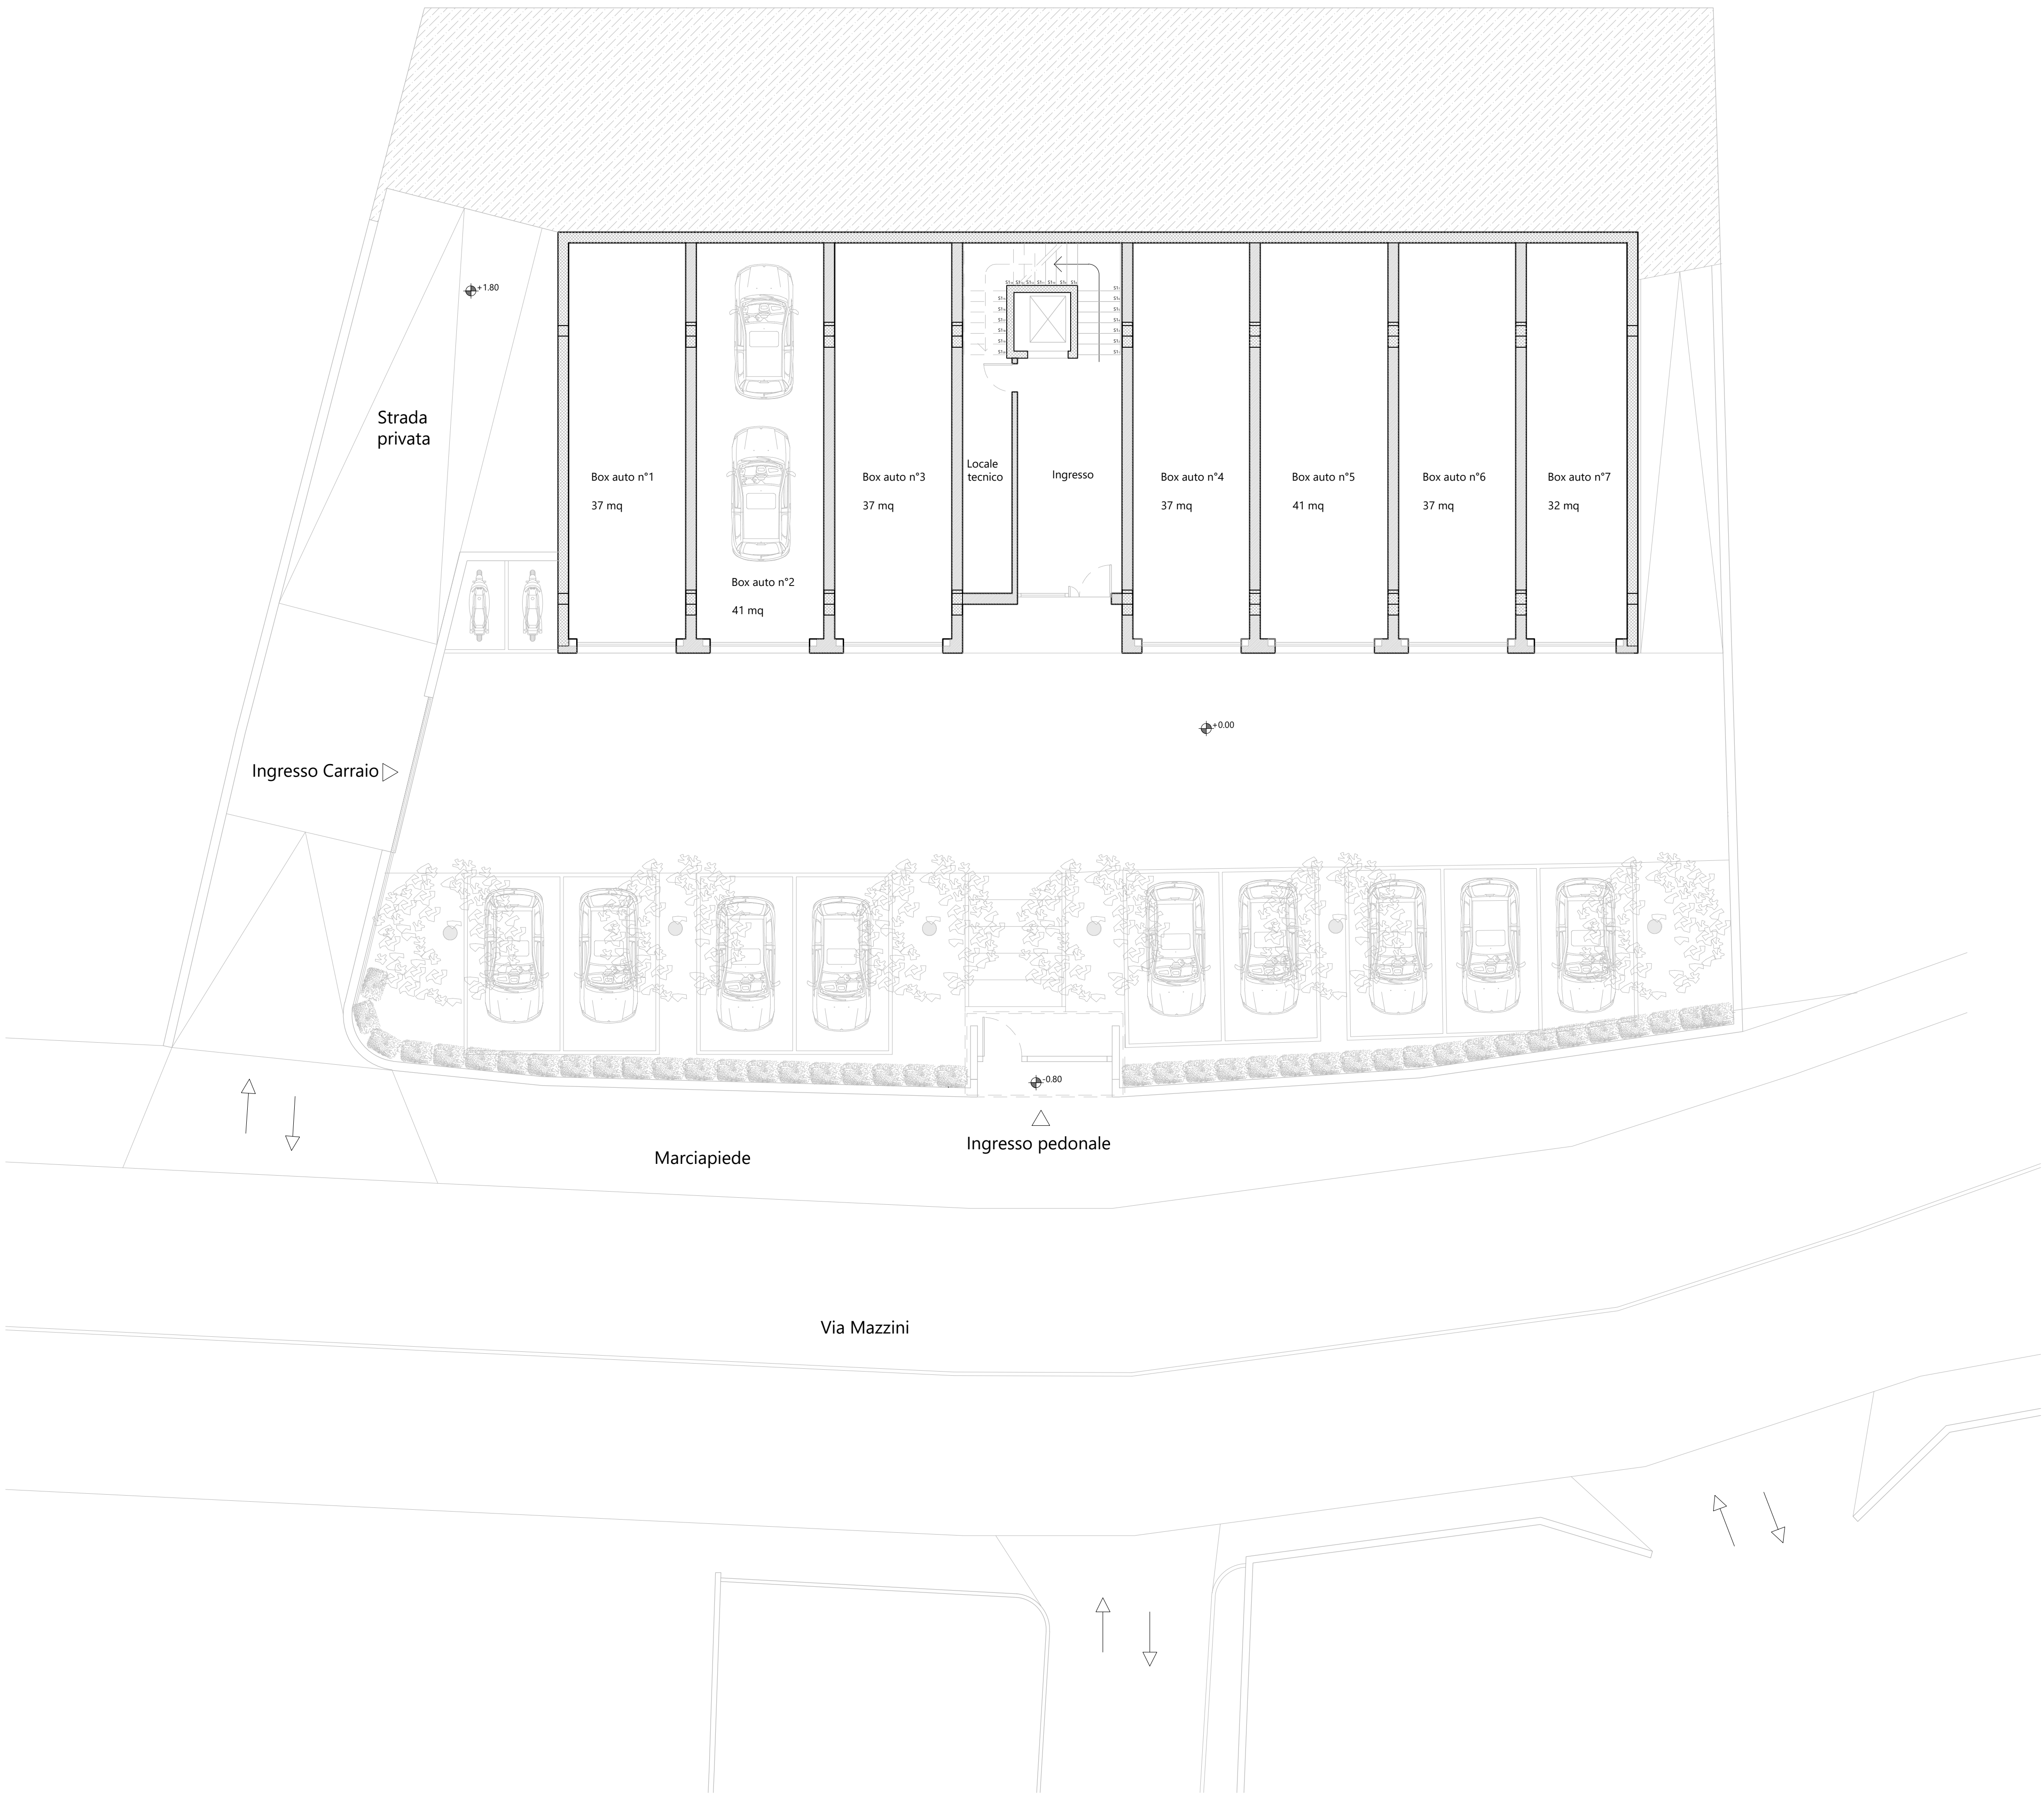 +1.80
Strada
privata
Box auto n°1
37 mq
Box auto n°2
41 mq
Box auto n°3
37 mq
Locale
tecnico
Ingresso
Box auto n°4
37 mq
Box auto n°5
41 mq
Box auto n°6
37 mq
Box auto n°7
32 mq
+0.00
Ingresso Carraio
-0.80
Ingresso pedonale
Marciapiede
Via Mazzini